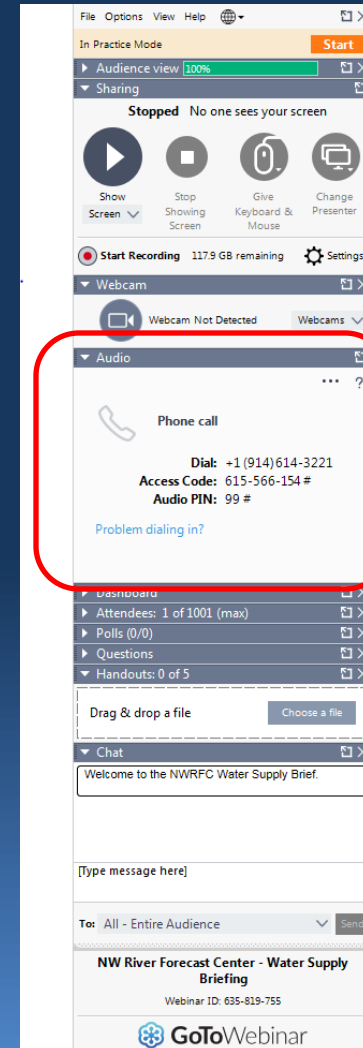 File Options View Help
In Practice Mode
Start
Audience view 100%
Sharing
Stopped No one sees your screen
Show
Screen
Stop
Showing
Screen
Give
Keyboard &
Mouse
Change
Presenter
Start Recording 117.9 GB remaining
Settings
Webcam
Webcam Not Detected
Webcams
Audio
... ?
Phone call
Dial: +1 (914) 614-3221
Access Code: 615-566-154 #
Audio PIN: 99 #
Problem dialing in?
Dashboard
Attendees: 1 of 1001 (max)
Polls (0/0)
Questions
Handouts: 0 of 5
Drag & drop a file
Choose a file
Chat
Welcome to the NWRFC Water Supply Brief.
[Type message here]
To: All - Entire Audience
Send
NW River Forecast Center - Water Supply
Briefing
Webinar ID: 635-819-755
GoToWebinar